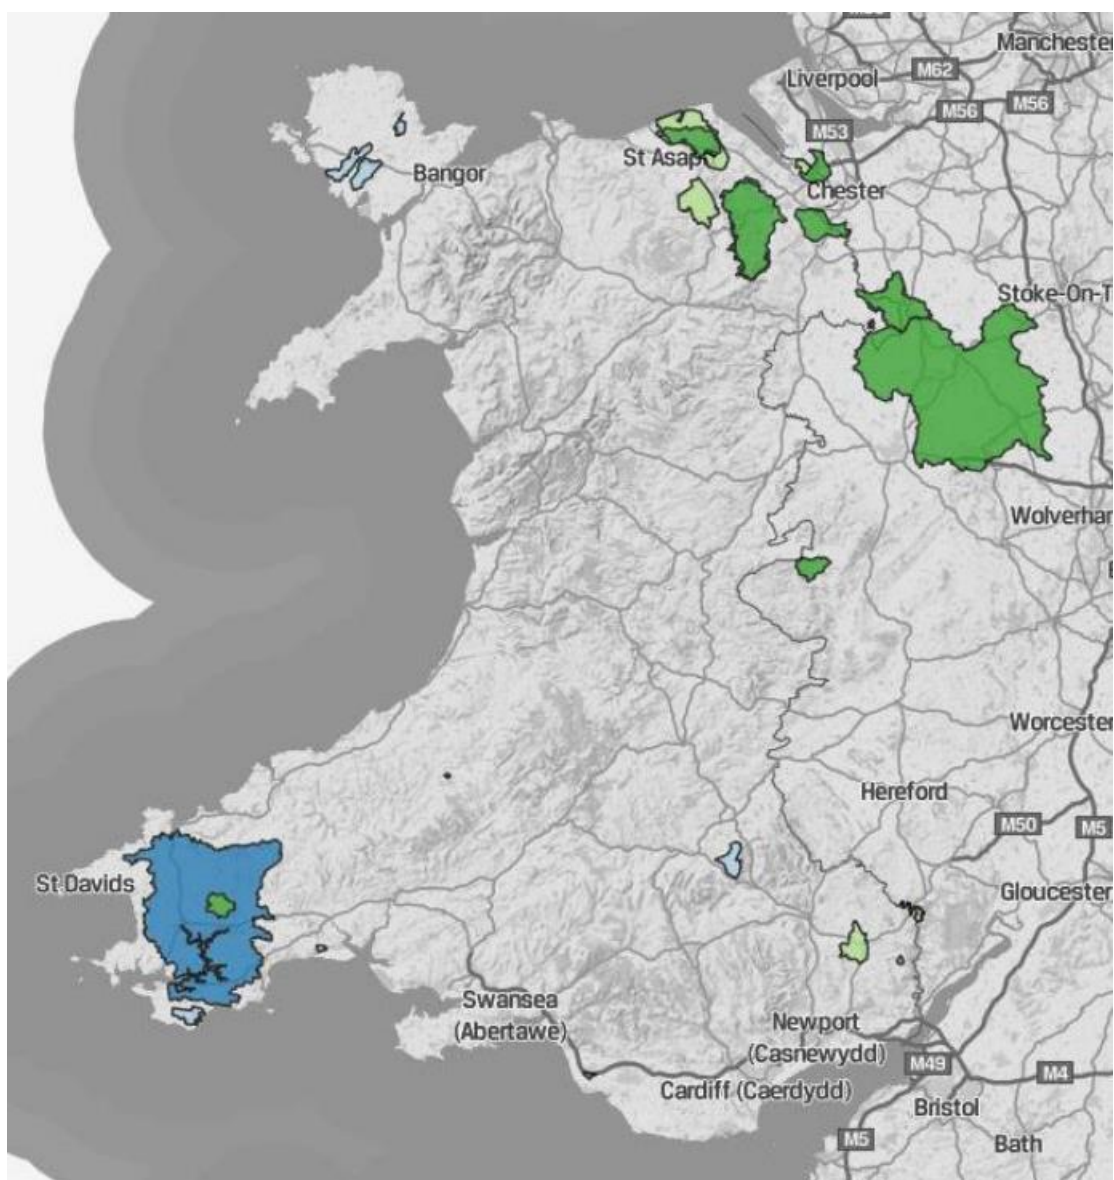 Manchester
Liverpool
M62
M56
M56
M53
St Asap
Bangor
Chester
Stoke-On-T
Wolverhar
Worcester
Hereford
M50
M5
St.Davids
Gloucester
Swansea
(Abertawe)
Newport
(Casnewydd)
M49
M4
Cardiff (Caerdydd)
Bristol
M5
Bath